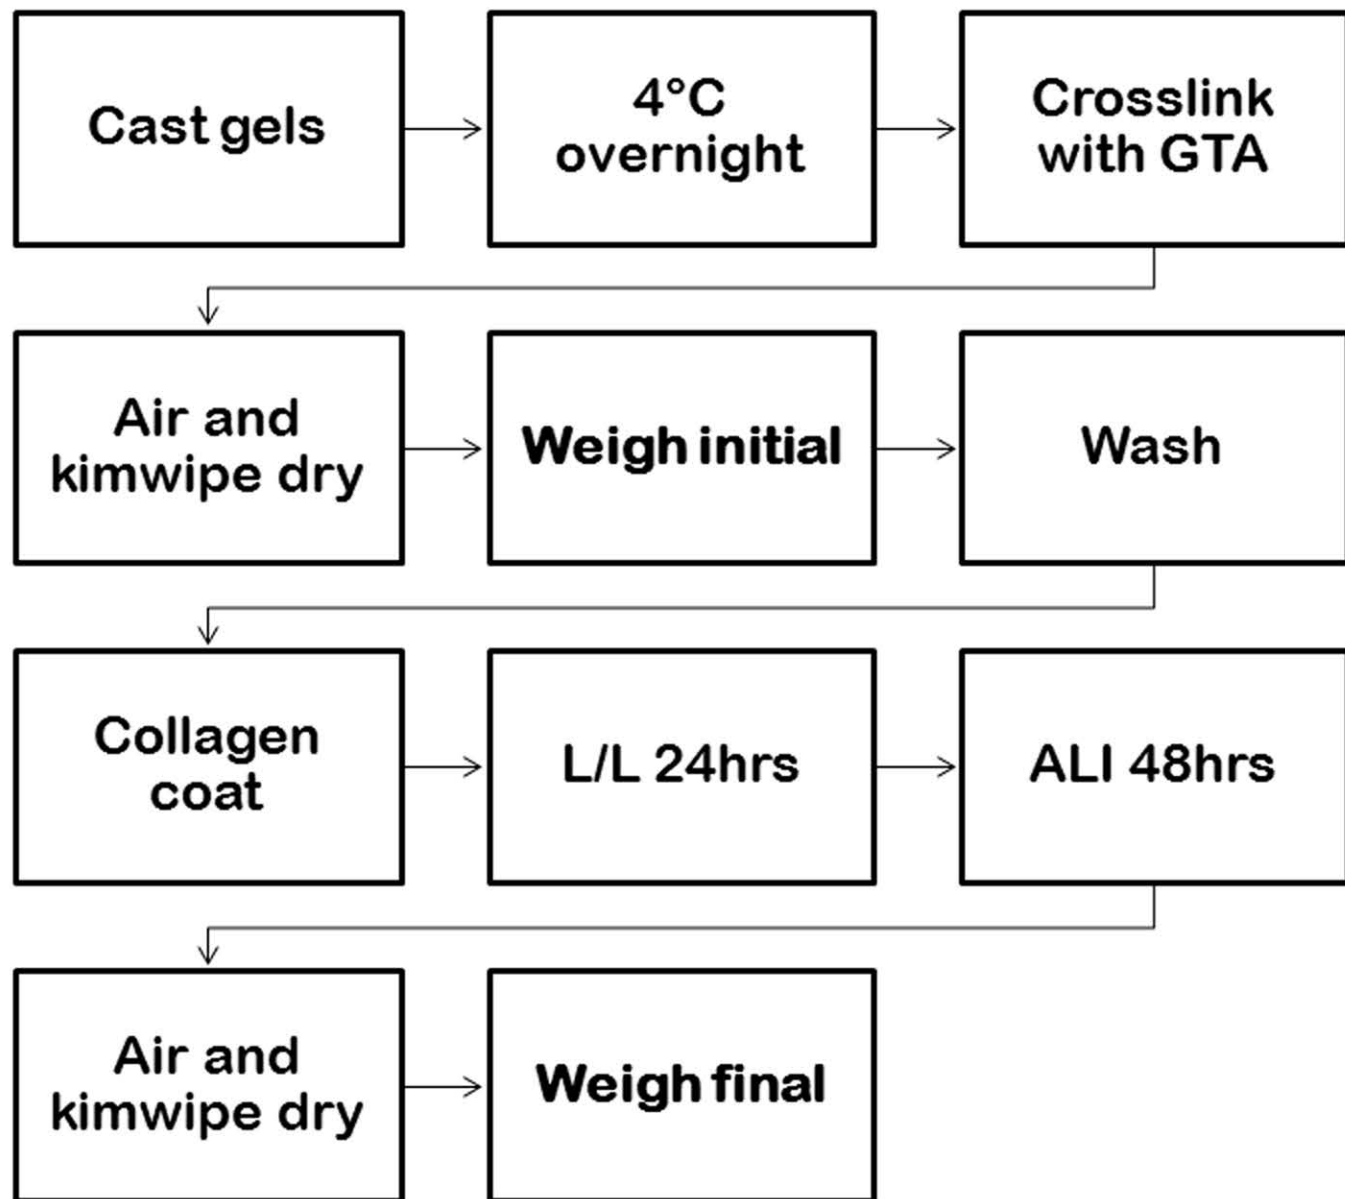 Cast gels
4°C
overnight
Crosslink
with GTA
Air and
kimwipe dry
Weigh initial
Wash
Collagen
coat
L/L 24hrs
ALI 48hrs
Air and
kimwipe dry
Weigh final